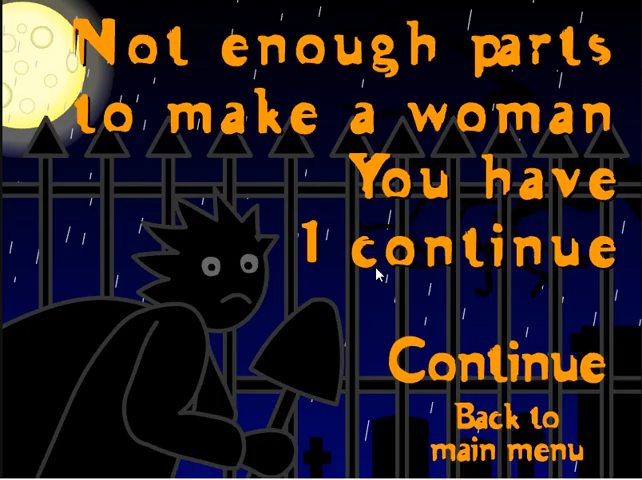 Not enough parts
to make a woman
You have
1 continue
Continue
Back to
main menu